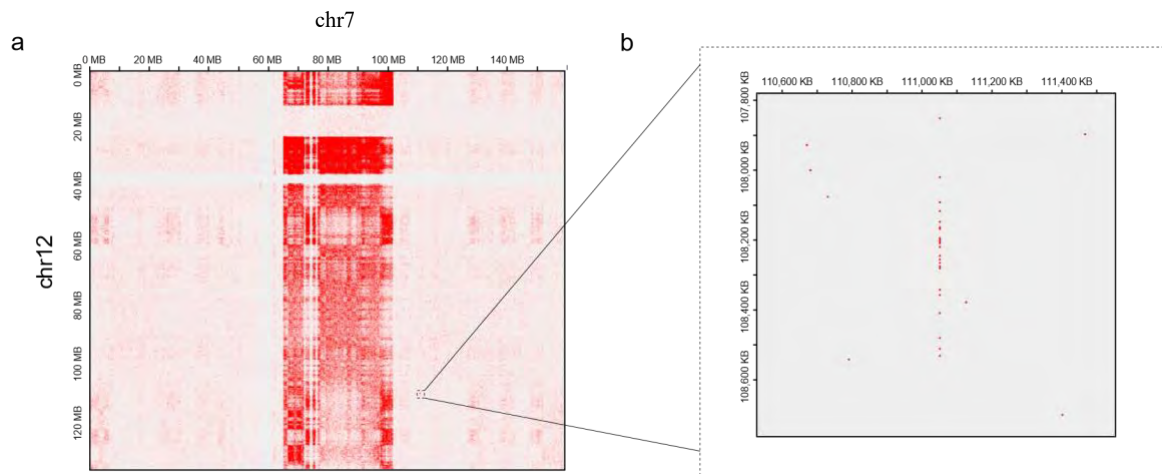 chr7
a
b
0 MB 20 MB 40 MB 60 MB 80 MB 100 MB 120 MB 140 MB
110,600 KB 110,800 KB 111,000 KB 111,200 KB 111,400 KB
chr12
0 MB
20 MB
40 MB
60 MB
80 MB
100 MB
120 MB
107,800 KB
108,000 KB
108,200 KB
108,400 KB
108,600 KB